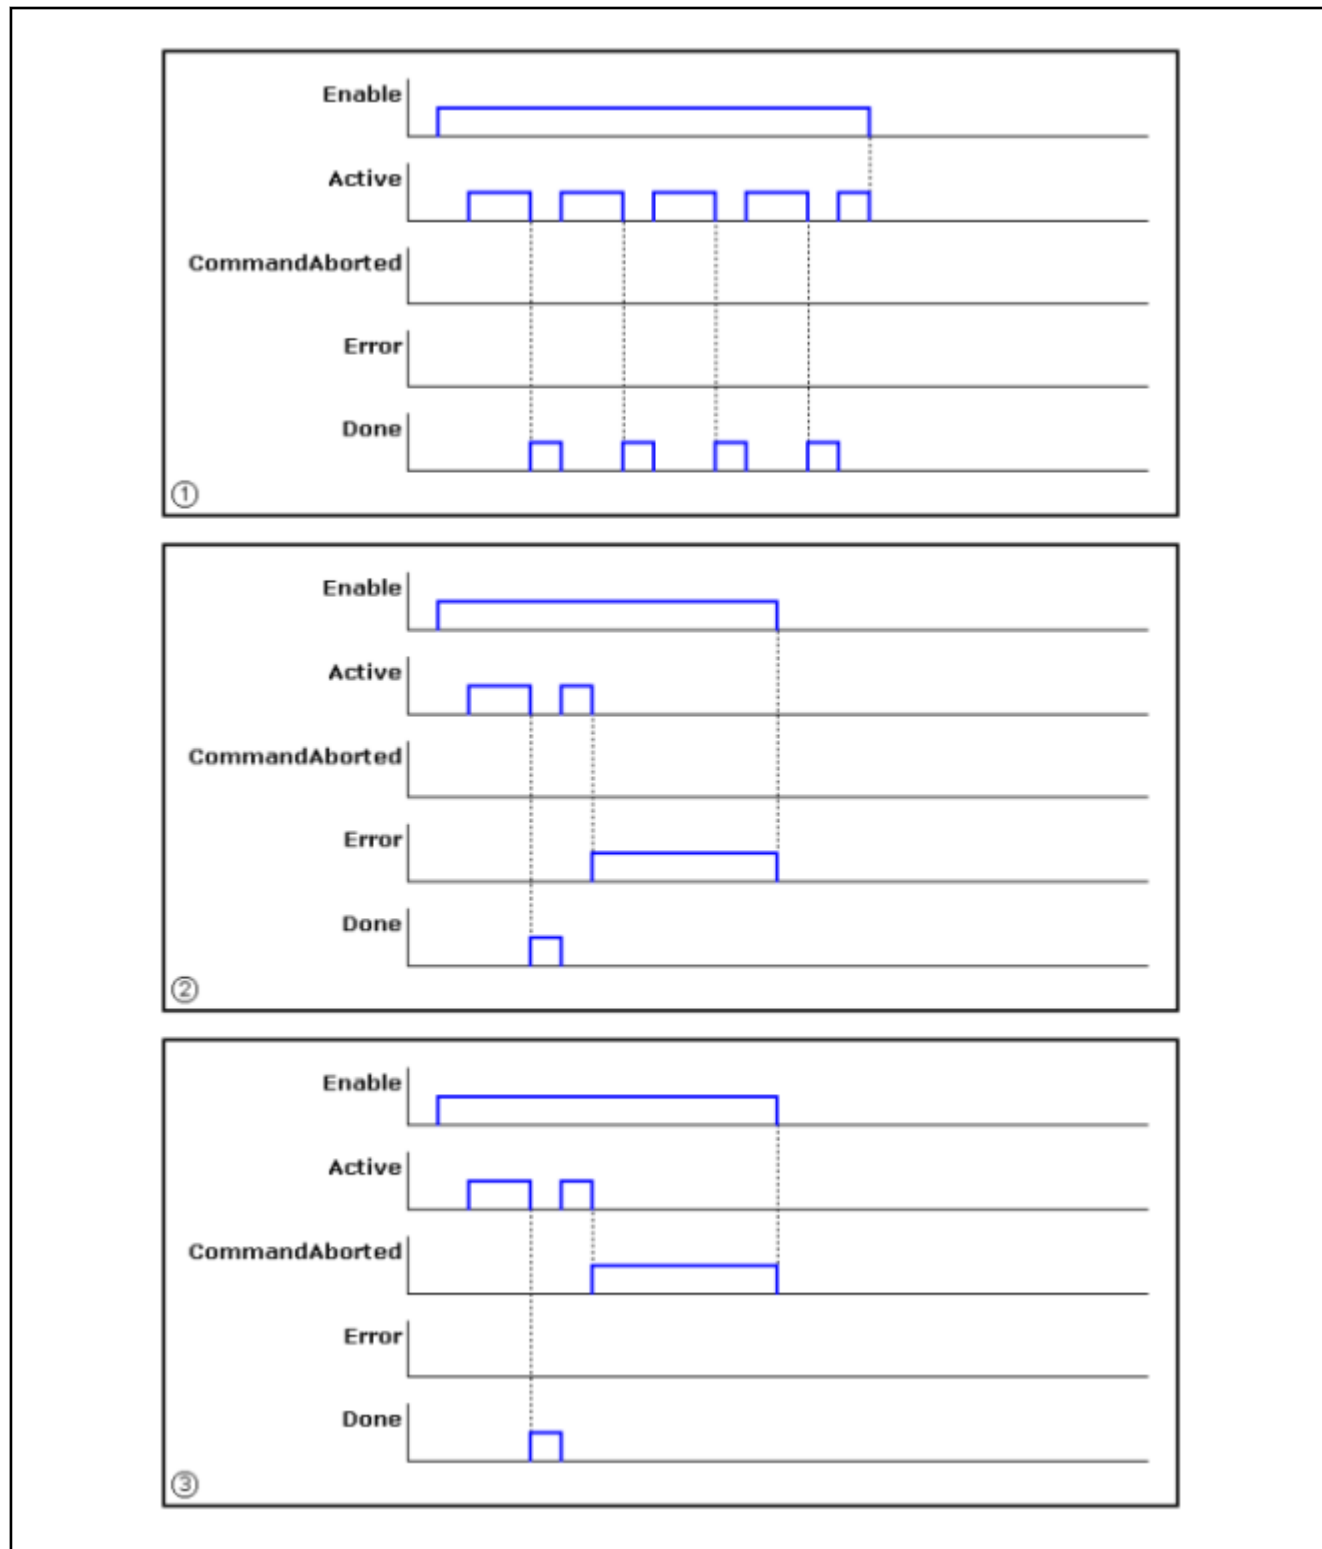 Enable
Active
CommandAborted
Error
Done
①
Enable
Active
CommandAborted
Error
Done
②
Enable
Active
CommandAborted
Error
Done
③